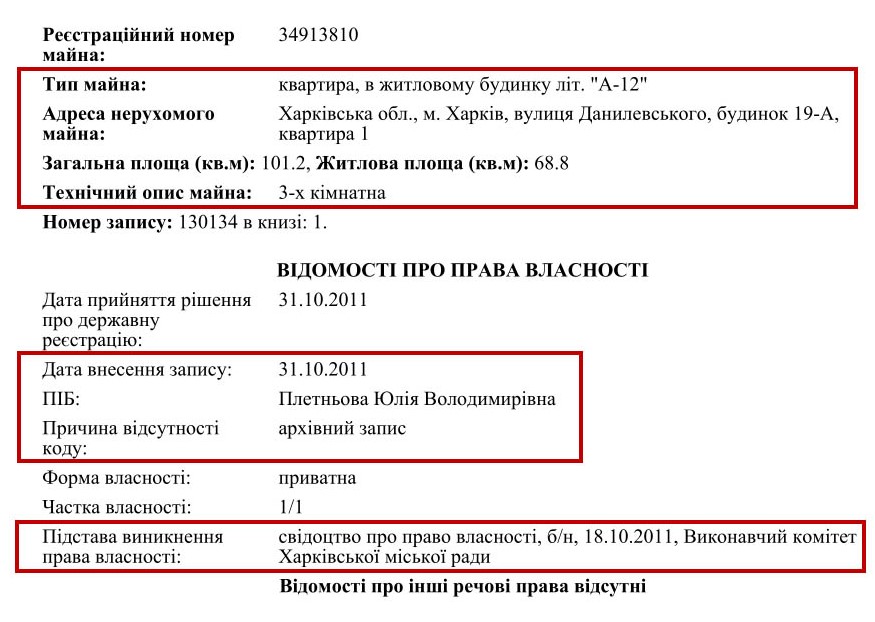 Реєстраційний номер 34913810
майна:
Тип майна: квартира, в житловому будинку літ. "А-12"
Адреса нерухомого Харківська обл., м. Харків, вулиця Данилевського, будинок 19-А,
майна: квартира 1
Загальна площа (кв.м): 101.2, Житлова площа (кв.м): 68.8
Технічний опис майна: 3-х кімнатна
Номер запису: 130134 в книзі: 1.
ВІДОМОСТІ ПРО ПРАВА ВЛАСНОСТІ
Дата прийняття рішення 31.10.2011
про державну
реєстрацію:
Дата внесення запису: 31.10.2011
ПІБ: Плетньова Юлія Володимирівна
Причина відсутності архівний запис
коду:
Форма власності: приватна
Частка власності: 1/1
Підстава виникнення свідоцтво про право власності, б/н, 18.10.2011, Виконавчий комітет
права власності: Харківської міської ради
Відомості про інші речові права відсутні